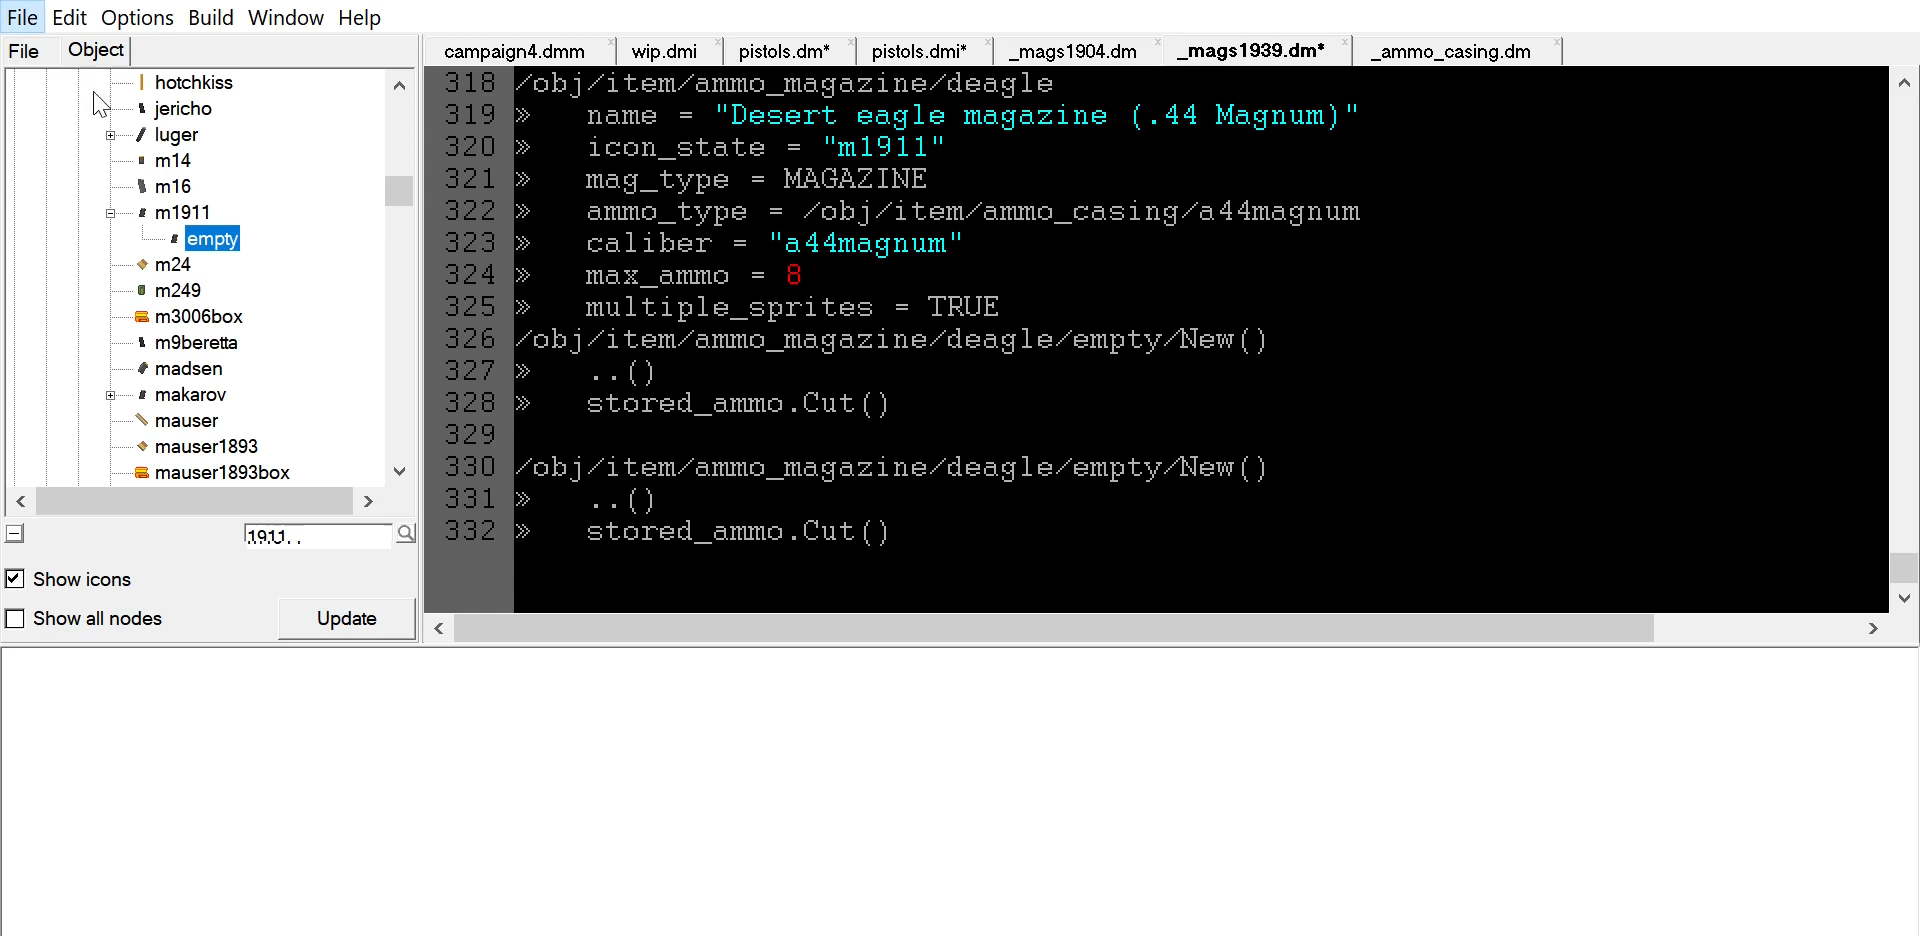 File Edit Options Build Window Help
File Object
campaign4.dmm wip.dmi pistols.dm* pistols.dmi* _mags1904.dm _mags1939.dm* _ammo_casing.dm
hotchkiss
jericho
luger
m14
m16
m1911
empty
m24
m249
m3006box
m9beretta
madsen
makarov
mauser
mauser1893
mauser1893box
1911..
Show icons
Show all nodes
Update
318 /obj/item/ammo_magazine/deagle
319 » name = "Desert eagle magazine (.44 Magnum)"
320 » icon_state = "m1911"
321 » mag_type = MAGAZINE
322 » ammo_type = /obj/item/ammo_casing/a44magnum
323 » caliber = "a44magnum"
324 » max_ammo = 8
325 » multiple_sprites = TRUE
326 /obj/item/ammo_magazine/deagle/empty/New()
327 » ..()
328 » stored_ammo.Cut()
329
330 /obj/item/ammo_magazine/deagle/empty/New()
331 » ..()
332 » stored_ammo.Cut()